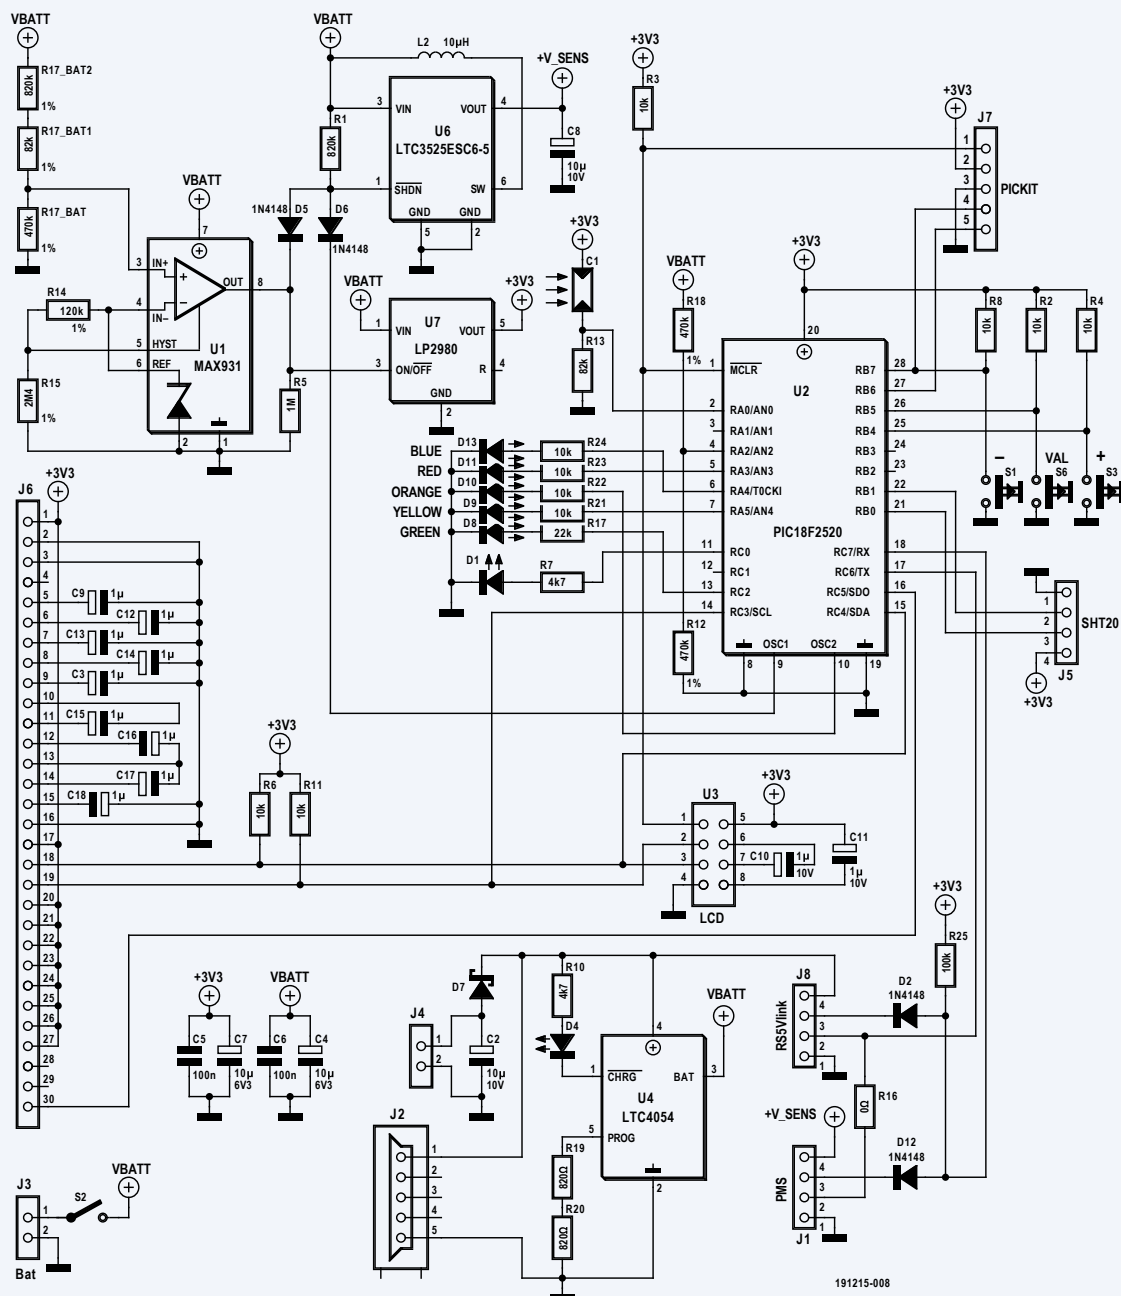 VBATT
R17_BAT2
820k
1%
R17_BAT1
82k
1%
R17_BAT
470k
1%
VBATT
7
3 IN+
4 IN–
OUT 8
5 HYST
6 REF
U1
MAX931
2 1
R14
120k
1%
R15
2M4
1%
R5
1M
VBATT
L2 10µH
R1
820k
+V_SENS
3 VIN
VOUT 4
U6
LTC3525ESC6-5
1 SHDN
SW 6
GND GND
5 2
C8
10µ
10V
1N4148 D5
D6
1N4148
VBATT
+3V3
1 VIN
U7
VOUT 5
LP2980
3 ON/OFF
R 4
GND
2
+3V3
C1
R13
82k
+3V3
R3
10k
VBATT
R18
470k
1%
R12
470k
1%
+3V3
20
1 MCLR
U2
RB7 28
RB6 27
2 RA0/AN0
RB5 26
3 RA1/AN1
RB4 25
4 RA2/AN2
RB3 24
5 RA3/AN3
RB2 23
6 RA4/T0CKI
RB1 22
7 RA5/AN4
RB0 21
PIC18F2520
11 RC0
RC7/RX 18
12 RC1
RC6/TX 17
13 RC2
RC5/SDO 16
14 RC3/SCL
RC4/SDA 15
OSC1 OSC2
8 9 10 19
BLUE D13 R24
10k
RED D11 R23
10k
ORANGE D10 R22
10k
YELLOW D9 R21
10k
GREEN D8 R17
22k
D1
R7
4k7
+3V3
J7
1
2
3
4
5
PICKIT
R8
10k
R2
10k
R4
10k
–
S1
VAL
S6
+
S3
1
2
3
4
SHT20
J5
+3V3
J6
+3V3
1
2
3
4
5
6
7
8
9
10
11
12
13
14
15
16
17
18
19
20
21
22
23
24
25
26
27
28
29
30
C9 1µ
C12 1µ
C13 1µ
C14 1µ
C3 1µ
C15 1µ
C16 1µ
C17 1µ
C18 1µ
+3V3
R6
10k
R11
10k
U3
+3V3
1 5
2 6
3 7
4 8
LCD
C10 1µ
10V
C11
1µ
10V
+3V3
C5
100n
C7
10µ
6V3
VBATT
C6
100n
C4
10µ
6V3
J4
1
2
D7
C2
10µ
10V
R10
4k7
D4
VBATT
4
1 CHRG
BAT 3
U4
LTC4054
5 PROG
2
R19
820Ω
R20
820Ω
J2
1
2
3
4
5
J3
1
2
Bat
S2
VBATT
+3V3
R25
100k
J8
RS5Vlink
4
3
2
1
D2
1N4148
R16
0Ω
+V_SENS
PMS
4
3
2
1
J1
D12
1N4148
191215-008